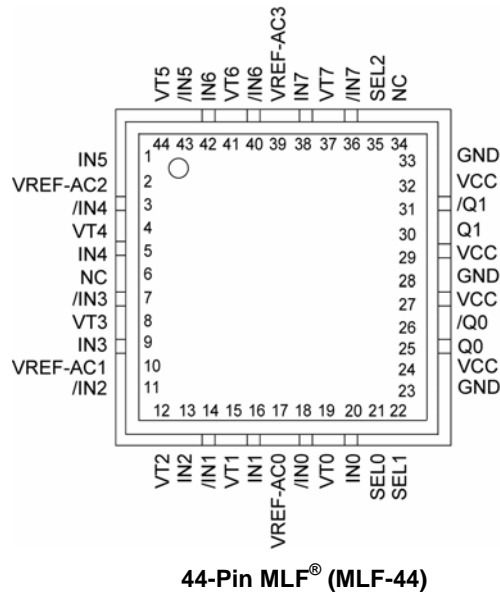 VT5
/IN5
IN6
VT6
/IN6
VREF-AC3
IN7
VT7
/IN7
SEL2
NC
44 43 42 41 40 39 38 37 36 35 34
IN5 1
VREF-AC2 2
/IN4 3
VT4 4
IN4 5
NC 6
/IN3 7
VT3 8
IN3 9
VREF-AC1 10
/IN2 11
33 GND
32 VCC
31 /Q1
30 Q1
29 VCC
28 GND
27 VCC
26 /Q0
25 Q0
24 VCC
23 GND
12 13 14 15 16 17 18 19 20 21 22
VT2
IN2
/IN1
VT1
IN1
VREF-AC0
/IN0
VT0
IN0
SEL0
SEL1
44-Pin MLF® (MLF-44)